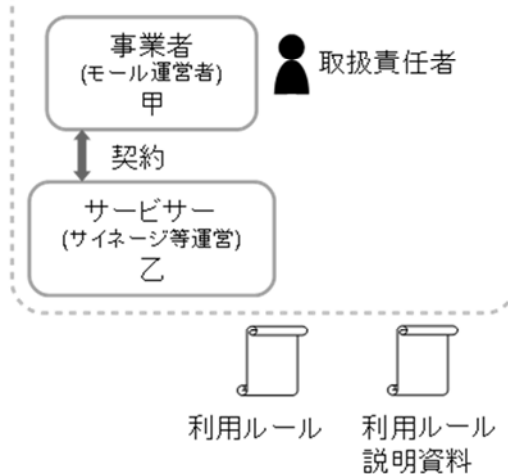 事業者
(モール運営者)
甲
取扱責任者
契約
サービサー
(サイネージ等運営)
乙
利用ルール
利用ルール
説明資料